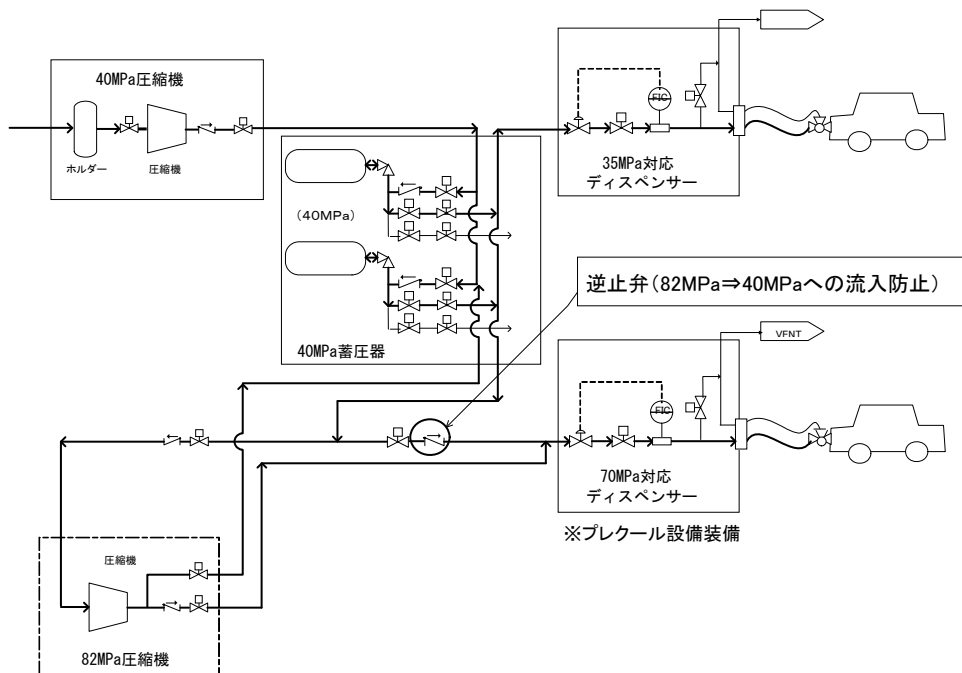 40MPa圧縮機
ホルダー
圧縮機
(40MPa)
40MPa蓄圧器
FIC
35MPa対応
ディスペンサー
逆止弁(82MPa⇒40MPaへの流入防止)
VENT
FIC
70MPa対応
ディスペンサー
※プレクール設備装備
圧縮機
82MPa圧縮機